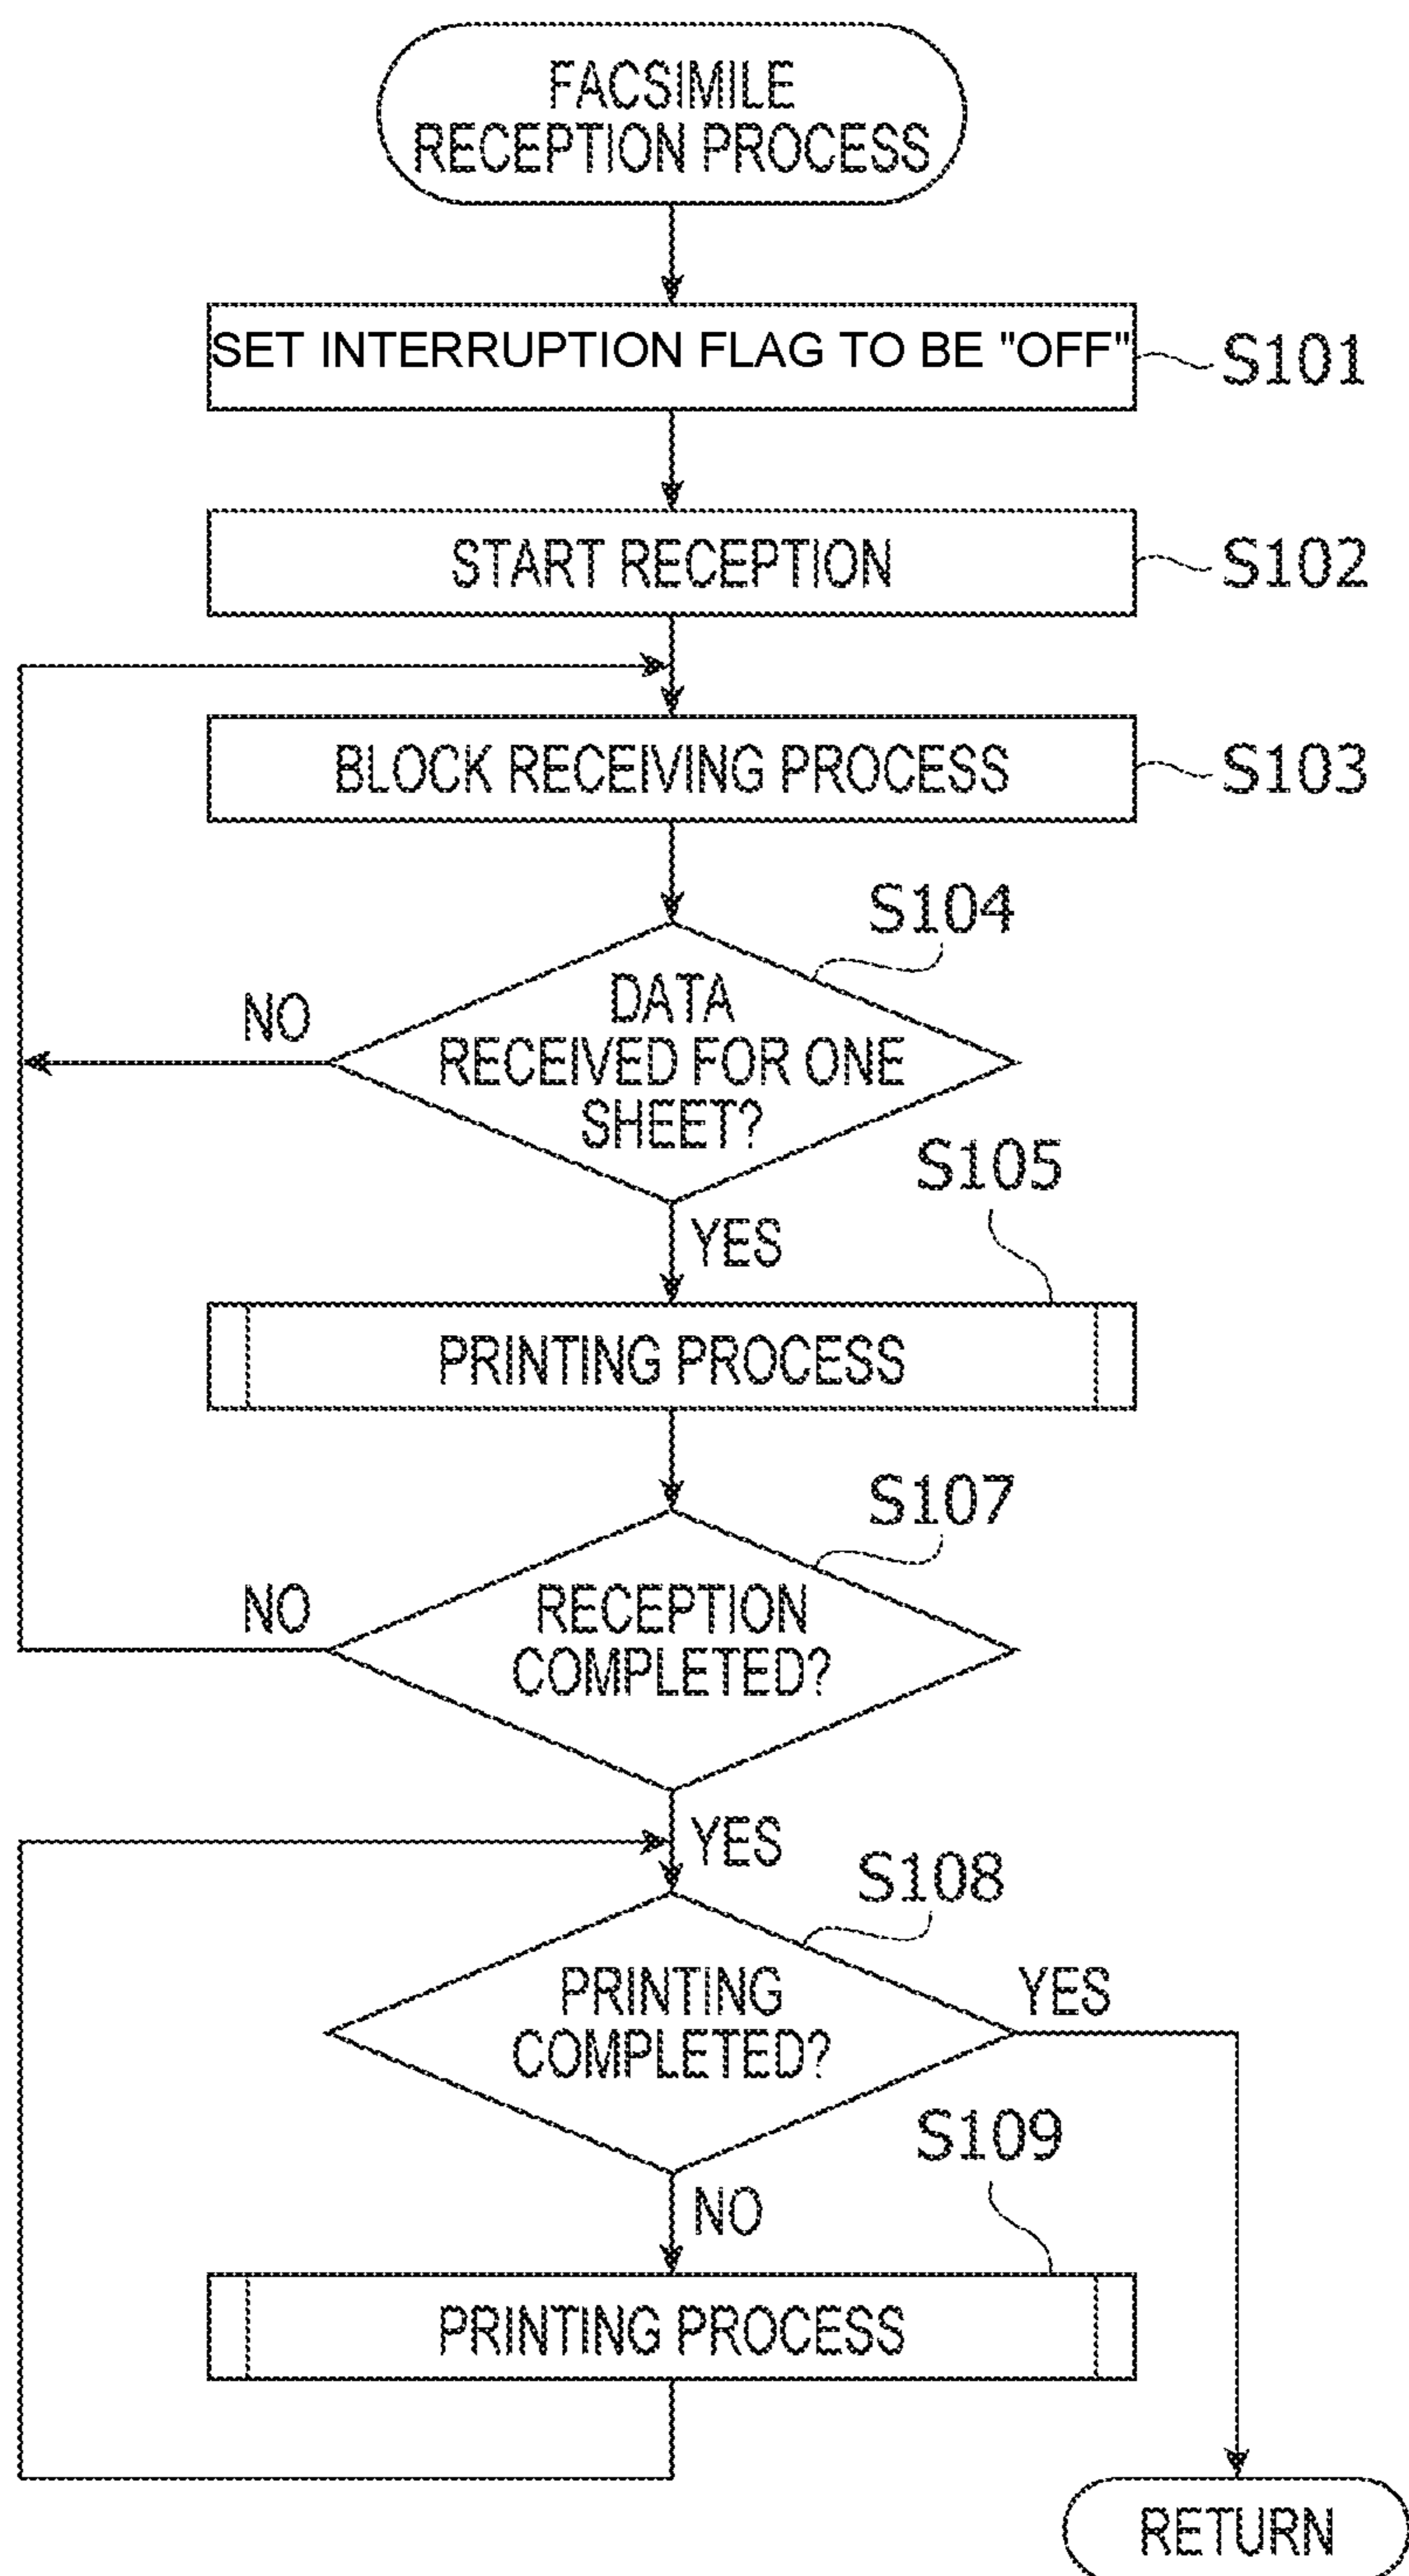 FACSIMILE
RECEPTION PROCESS
SET INTERRUPTION FLAG TO BE "OFF"
S101
START RECEPTION
S102
BLOCK RECEIVING PROCESS
S103
S104
DATA
RECEIVED FOR ONE
SHEET?
NO
YES
S105
PRINTING PROCESS
S107
RECEPTION
COMPLETED?
NO
YES
S108
PRINTING
COMPLETED?
YES
NO
S109
PRINTING PROCESS
RETURN